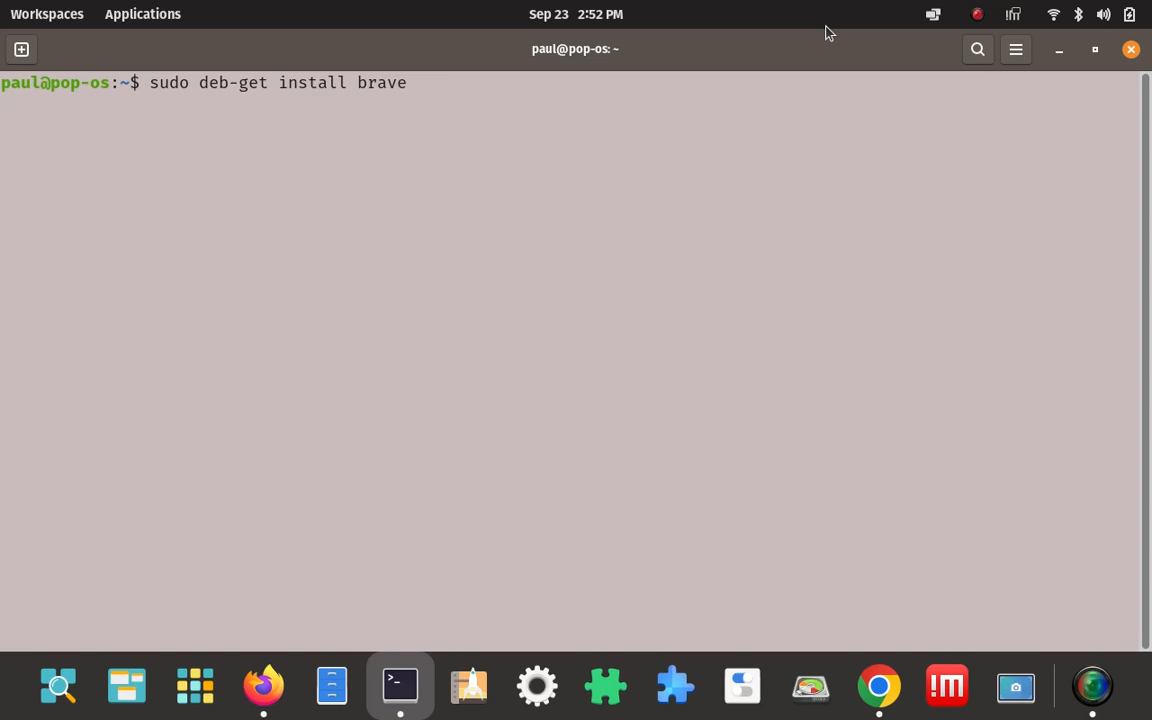 Workspaces Applications Sep 23 2:52 PM
paul@pop-os: ~
paul@pop-os:~$ sudo deb-get install brave
>_
!M